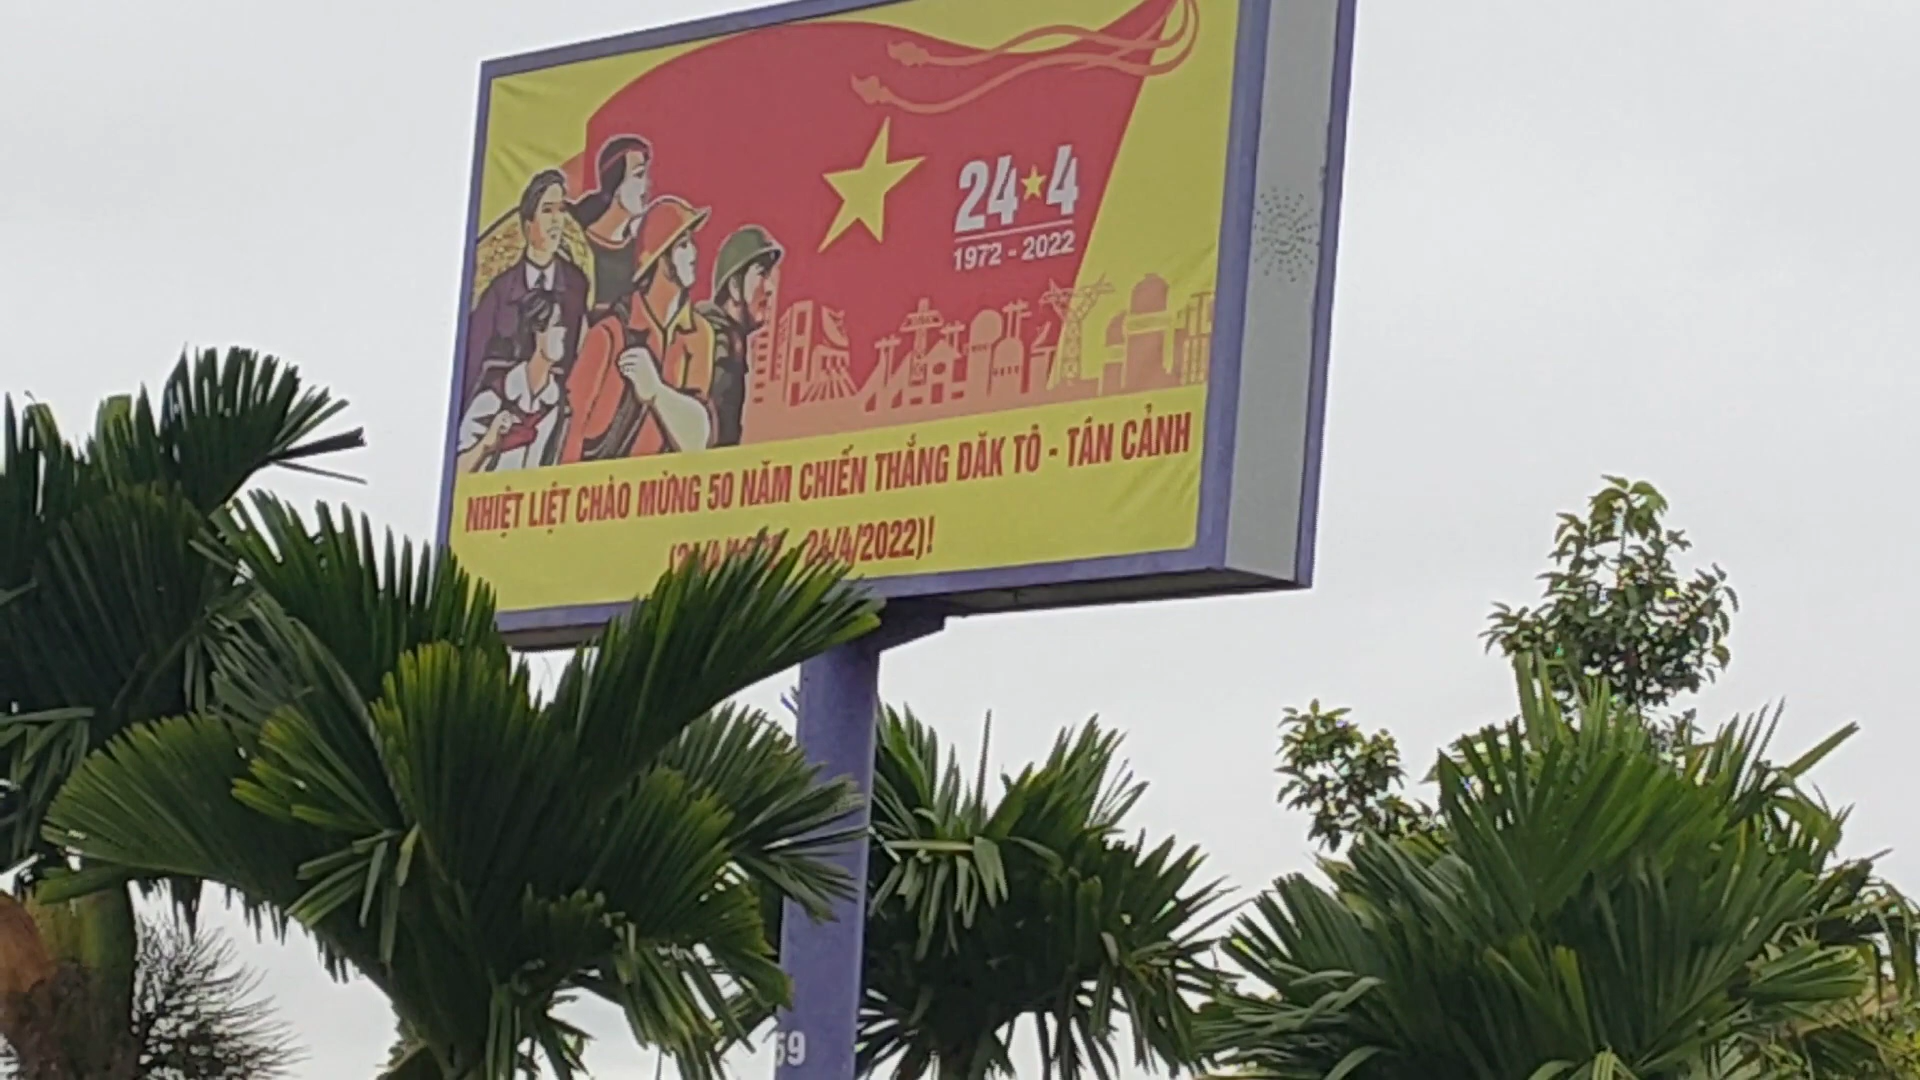 24 4
1972 - 2022
NHIỆT LIỆT CHÀO MỪNG 50 NĂM CHIẾN THẮNG ĐĂK TÔ - TÂN CẢNH
24/4/2022)!
59